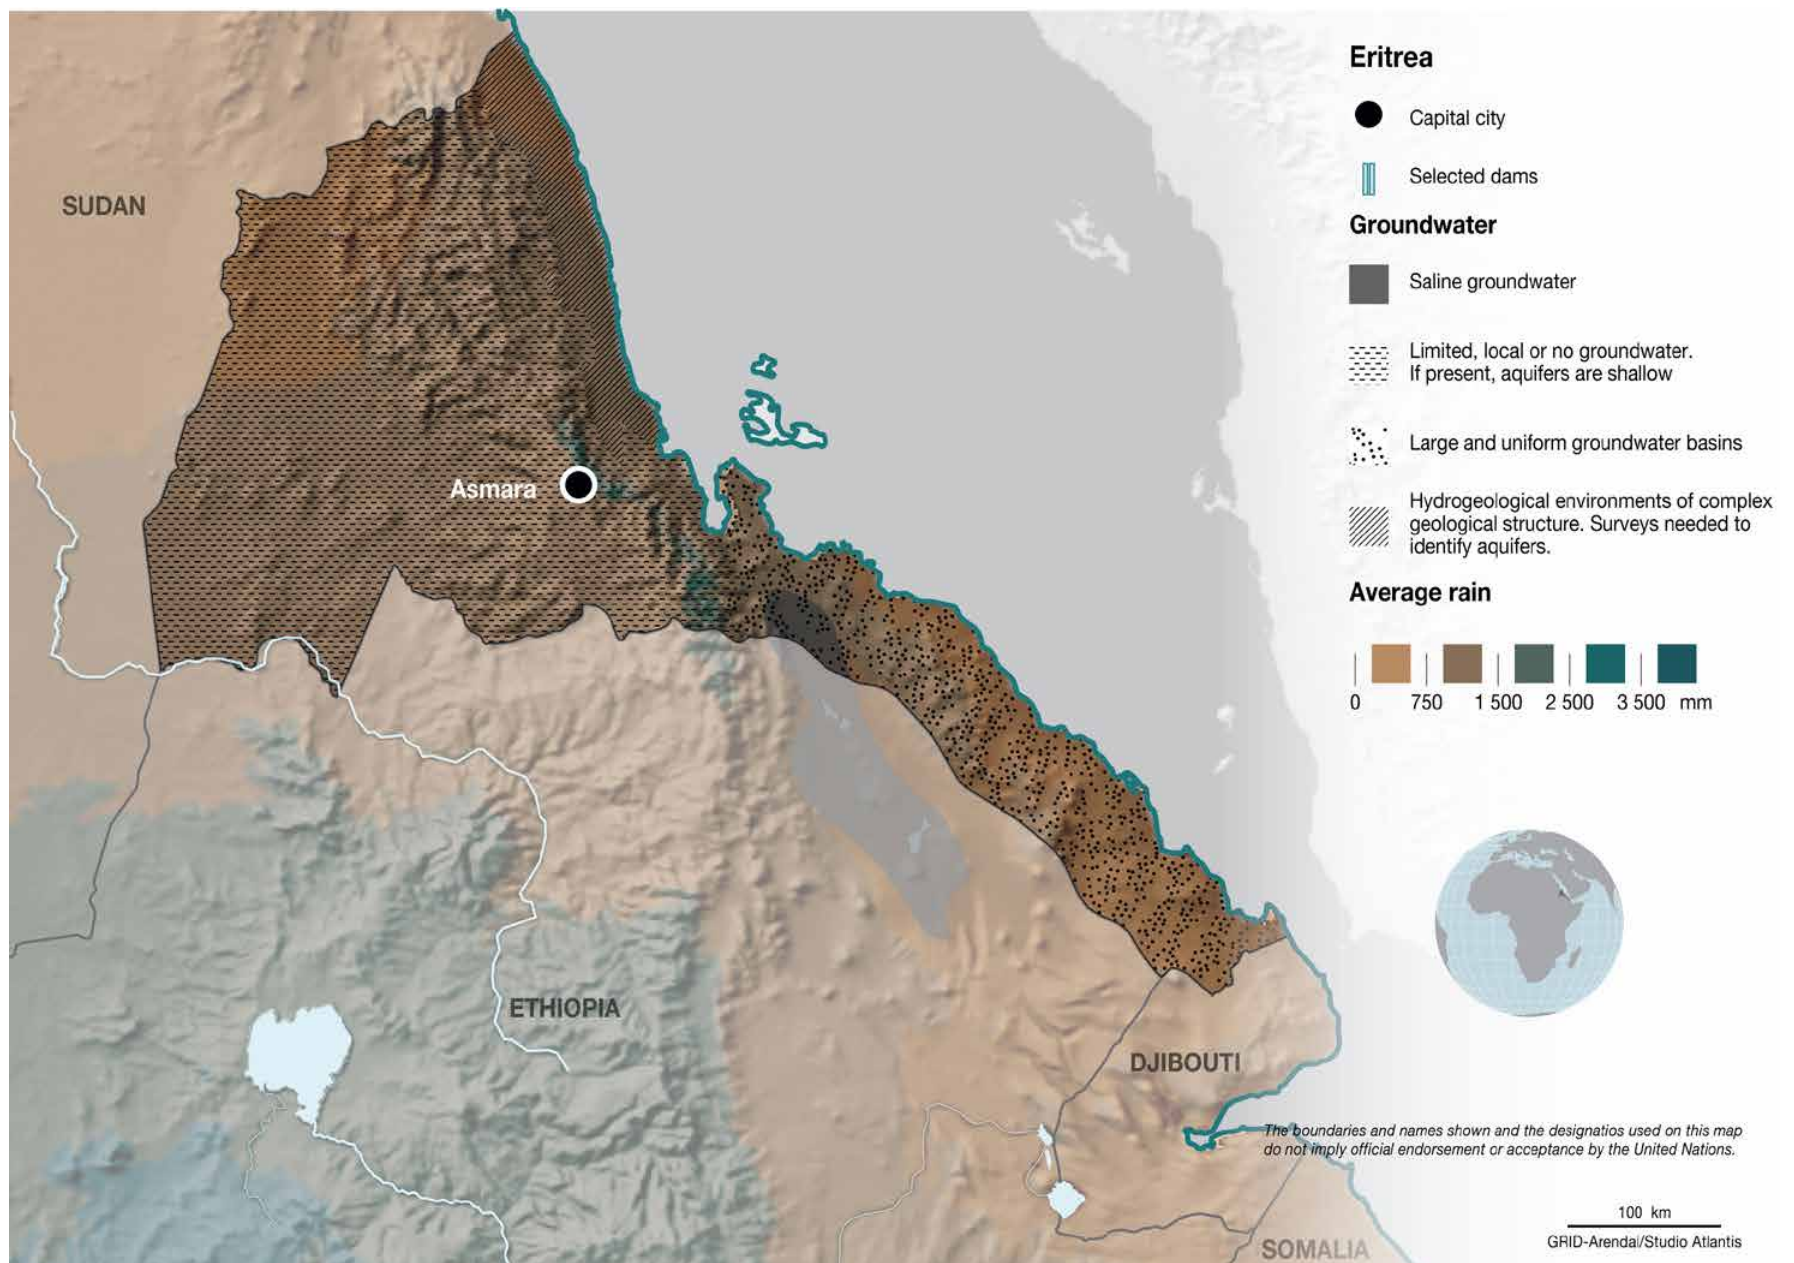 Eritrea
Capital city
Selected dams
Groundwater
Saline groundwater
Limited, local or no groundwater.
If present, aquifers are shallow
Large and uniform groundwater basins
Hydrogeological environments of complex
geological structure. Surveys needed to
identify aquifers.
Average rain
0 750 1 500 2 500 3 500 mm
SUDAN
Asmara
ETHIOPIA
DJIBOUTI
The boundaries and names shown and the designatios used on this map
do not imply official endorsement or acceptance by the United Nations.
100 km
GRID-Arendal/Studio Atlantis
SOMALIA